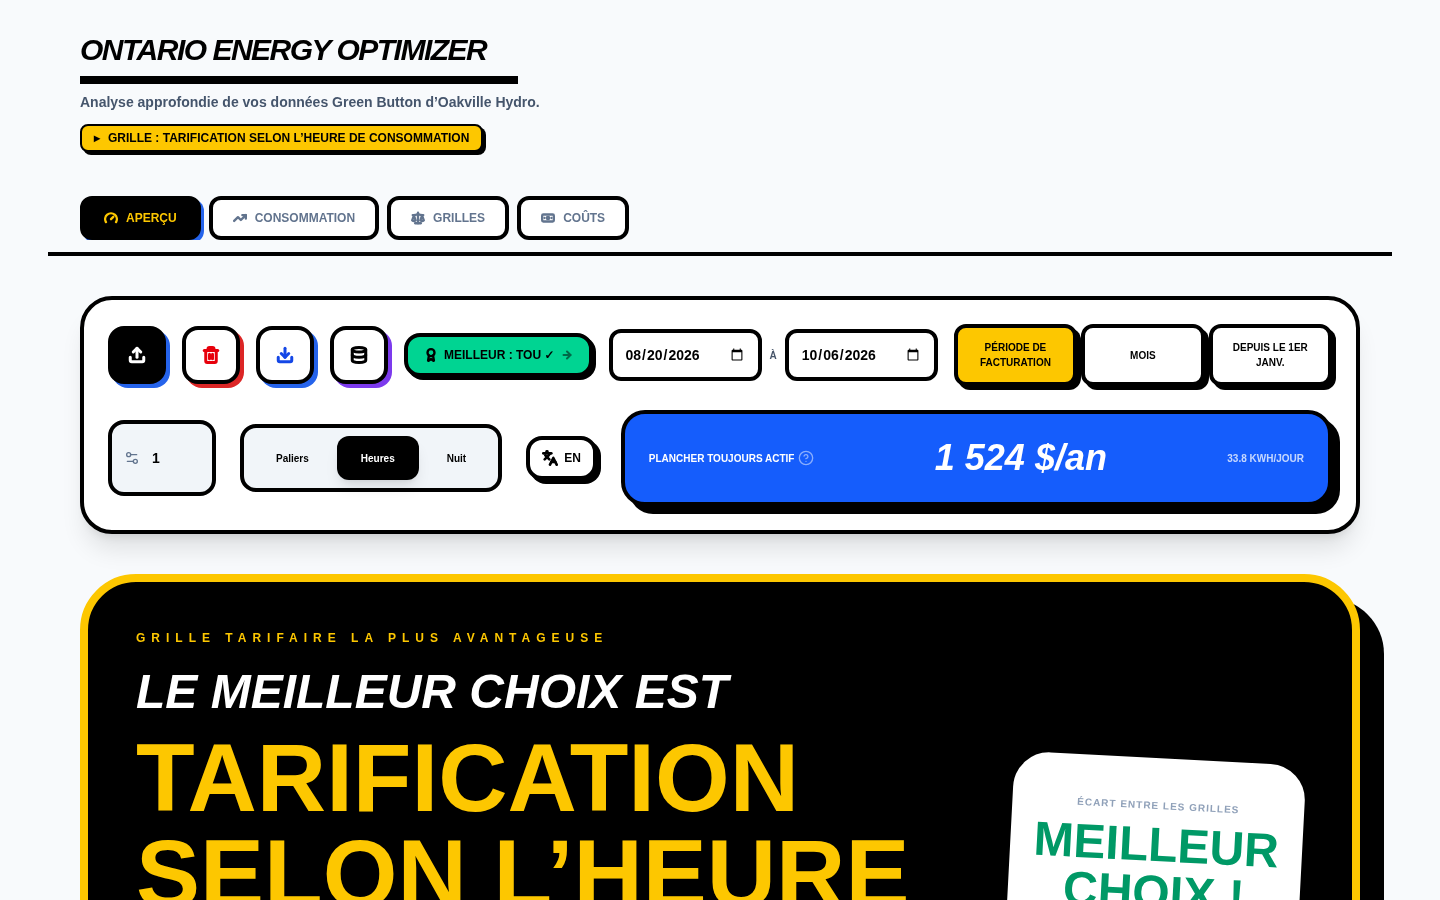 ONTARIO ENERGY OPTIMIZER
Analyse approfondie de vos données Green Button d’Oakville Hydro.
▸ GRILLE : TARIFICATION SELON L’HEURE DE CONSOMMATION
APERÇU
CONSOMMATION
GRILLES
COÛTS
MEILLEUR : TOU ✓ →
08/20/2026
À
10/06/2026
PÉRIODE DE
FACTURATION
MOIS
DEPUIS LE 1ER
JANV.
1
Paliers
Heures
Nuit
EN
PLANCHER TOUJOURS ACTIF ?
1 524 $/an
33.8 KWH/JOUR
GRILLE TARIFAIRE LA PLUS AVANTAGEUSE
LE MEILLEUR CHOIX EST
TARIFICATION
SELON L’HEURE
ÉCART ENTRE LES GRILLES
MEILLEUR
CHOIX !